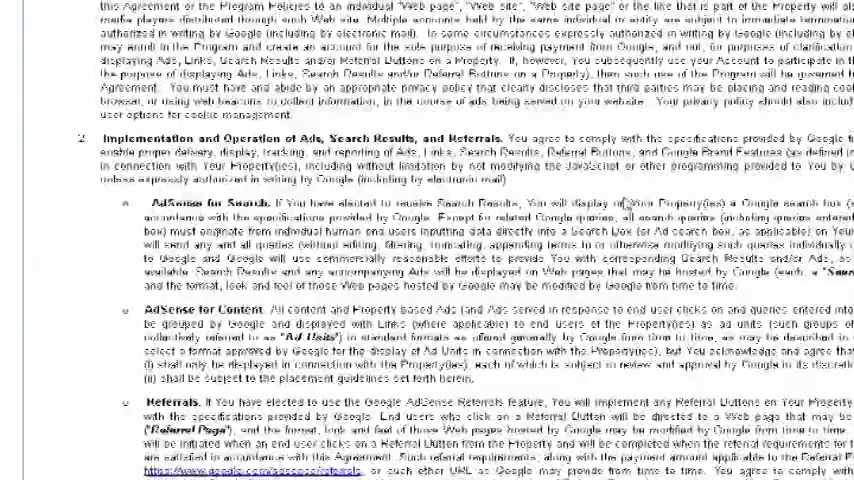 this Agreement or the Program Policies to an individual "Web page", "Web site", "Web site page" or the like that is part of the Property will als
media players distributed through such Web site. Multiple accounts held by the same individual or entity are subject to immediate termination
authorized in writing by Google (including by electronic mail). In some circumstances expressly authorized in writing by Google (including by el
may enroll in the Program and create an account for the sole purpose of receiving payment from Google, and not, for purposes of clarification
displaying Ads, Links, Search Results and/or Referral Buttons on a Property. If, however, You subsequently use your Account to participate in th
the purpose of displaying Ads, Links, Search Results and/or Referral Buttons on a Property), then such use of the Program will be governed b
Agreement. You must have and abide by an appropriate privacy policy that clearly discloses that third parties may be placing and reading coo
browser, or using web beacons to collect information, in the course of ads being served on your website. Your privacy policy should also includ
user options for cookie management.
2. Implementation and Operation of Ads, Search Results, and Referrals. You agree to comply with the specifications provided by Google fr
enable proper delivery, display, tracking, and reporting of Ads, Links, Search Results, Referral Buttons, and Google Brand Features (as defined in
in connection with Your Property(ies), including without limitation by not modifying the JavaScript or other programming provided to You by G
unless expressly authorized in writing by Google (including by electronic mail)
o AdSense for Search. If You have elected to receive Search Results, You will display on Your Property(ies) a Google search box (o
accordance with the specifications provided by Google. Except for related Google queries, all search queries (including queries entered
box) must originate from individual human end users inputting data directly into a Search Box (or Ad search box, as applicable) on Your
will send any and all queries (without editing, filtering, truncating, appending terms to or otherwise modifying such queries individually o
to Google and Google will use commercially reasonable efforts to provide You with corresponding Search Results and/or Ads, as
available. Search Results and any accompanying Ads will be displayed on Web pages that may be hosted by Google (each, a "Sear
and the format, look and feel of those Web pages hosted by Google may be modified by Google from time to time.
o AdSense for Content. All content and Property based Ads (and Ads served in response to end user clicks on and queries entered into
be grouped by Google and displayed with Links (where applicable) to end users of the Property(ies) as ad units (such groups of
collectively referred to as "Ad Units") in standard formats as offered generally by Google from time to time, as may be described in
select a format approved by Google for the display of Ad Units in connection with the Property(ies), but You acknowledge and agree that
(i) shall only be displayed in connection with the Property(ies), each of which is subject to review and approval by Google in its discreti
(ii) shall be subject to the placement guidelines set forth herein.
o Referrals. If You have elected to use the Google AdSense Referrals feature, You will implement any Referral Buttons on Your Property
with the specifications provided by Google. End users who click on a Referral Button will be directed to a Web page that may be
("Referral Page"), and the format, look and feel of those Web pages hosted by Google may be modified by Google from time to time.
will be initiated when an end user clicks on a Referral Button from the Property and will be completed when the referral requirements for t
are satisfied in accordance with this Agreement. Such referral requirements, along with the payment amount applicable to the Referral E
https://www.google.com/adsense/referrals, or such other URL as Google may provide from time to time. You agree to comply with